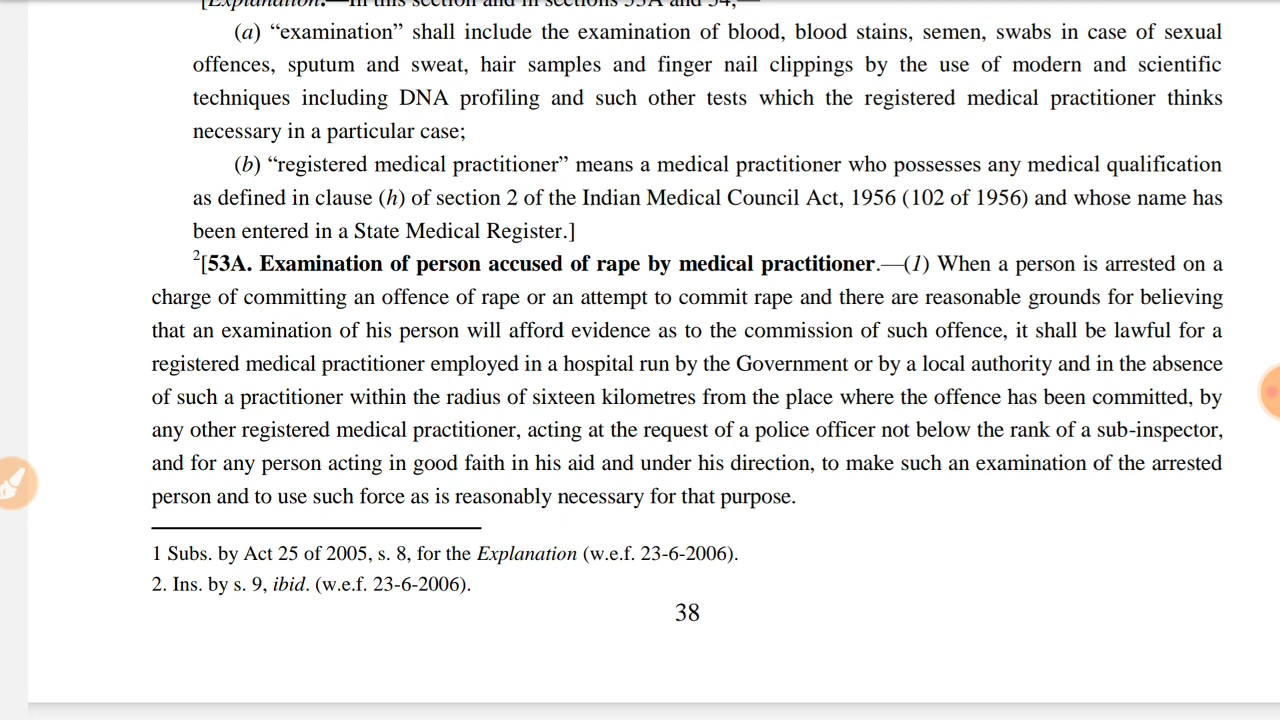 [Explanation.—In this section and in sections 53A and 54,—
(a) “examination” shall include the examination of blood, blood stains, semen, swabs in case of sexual
offences, sputum and sweat, hair samples and finger nail clippings by the use of modern and scientific
techniques including DNA profiling and such other tests which the registered medical practitioner thinks
necessary in a particular case;
(b) “registered medical practitioner” means a medical practitioner who possesses any medical qualification
as defined in clause (h) of section 2 of the Indian Medical Council Act, 1956 (102 of 1956) and whose name has
been entered in a State Medical Register.]
2[53A. Examination of person accused of rape by medical practitioner.—(1) When a person is arrested on a
charge of committing an offence of rape or an attempt to commit rape and there are reasonable grounds for believing
that an examination of his person will afford evidence as to the commission of such offence, it shall be lawful for a
registered medical practitioner employed in a hospital run by the Government or by a local authority and in the absence
of such a practitioner within the radius of sixteen kilometres from the place where the offence has been committed, by
any other registered medical practitioner, acting at the request of a police officer not below the rank of a sub-inspector,
and for any person acting in good faith in his aid and under his direction, to make such an examination of the arrested
person and to use such force as is reasonably necessary for that purpose.
1 Subs. by Act 25 of 2005, s. 8, for the Explanation (w.e.f. 23-6-2006).
2. Ins. by s. 9, ibid. (w.e.f. 23-6-2006).
38